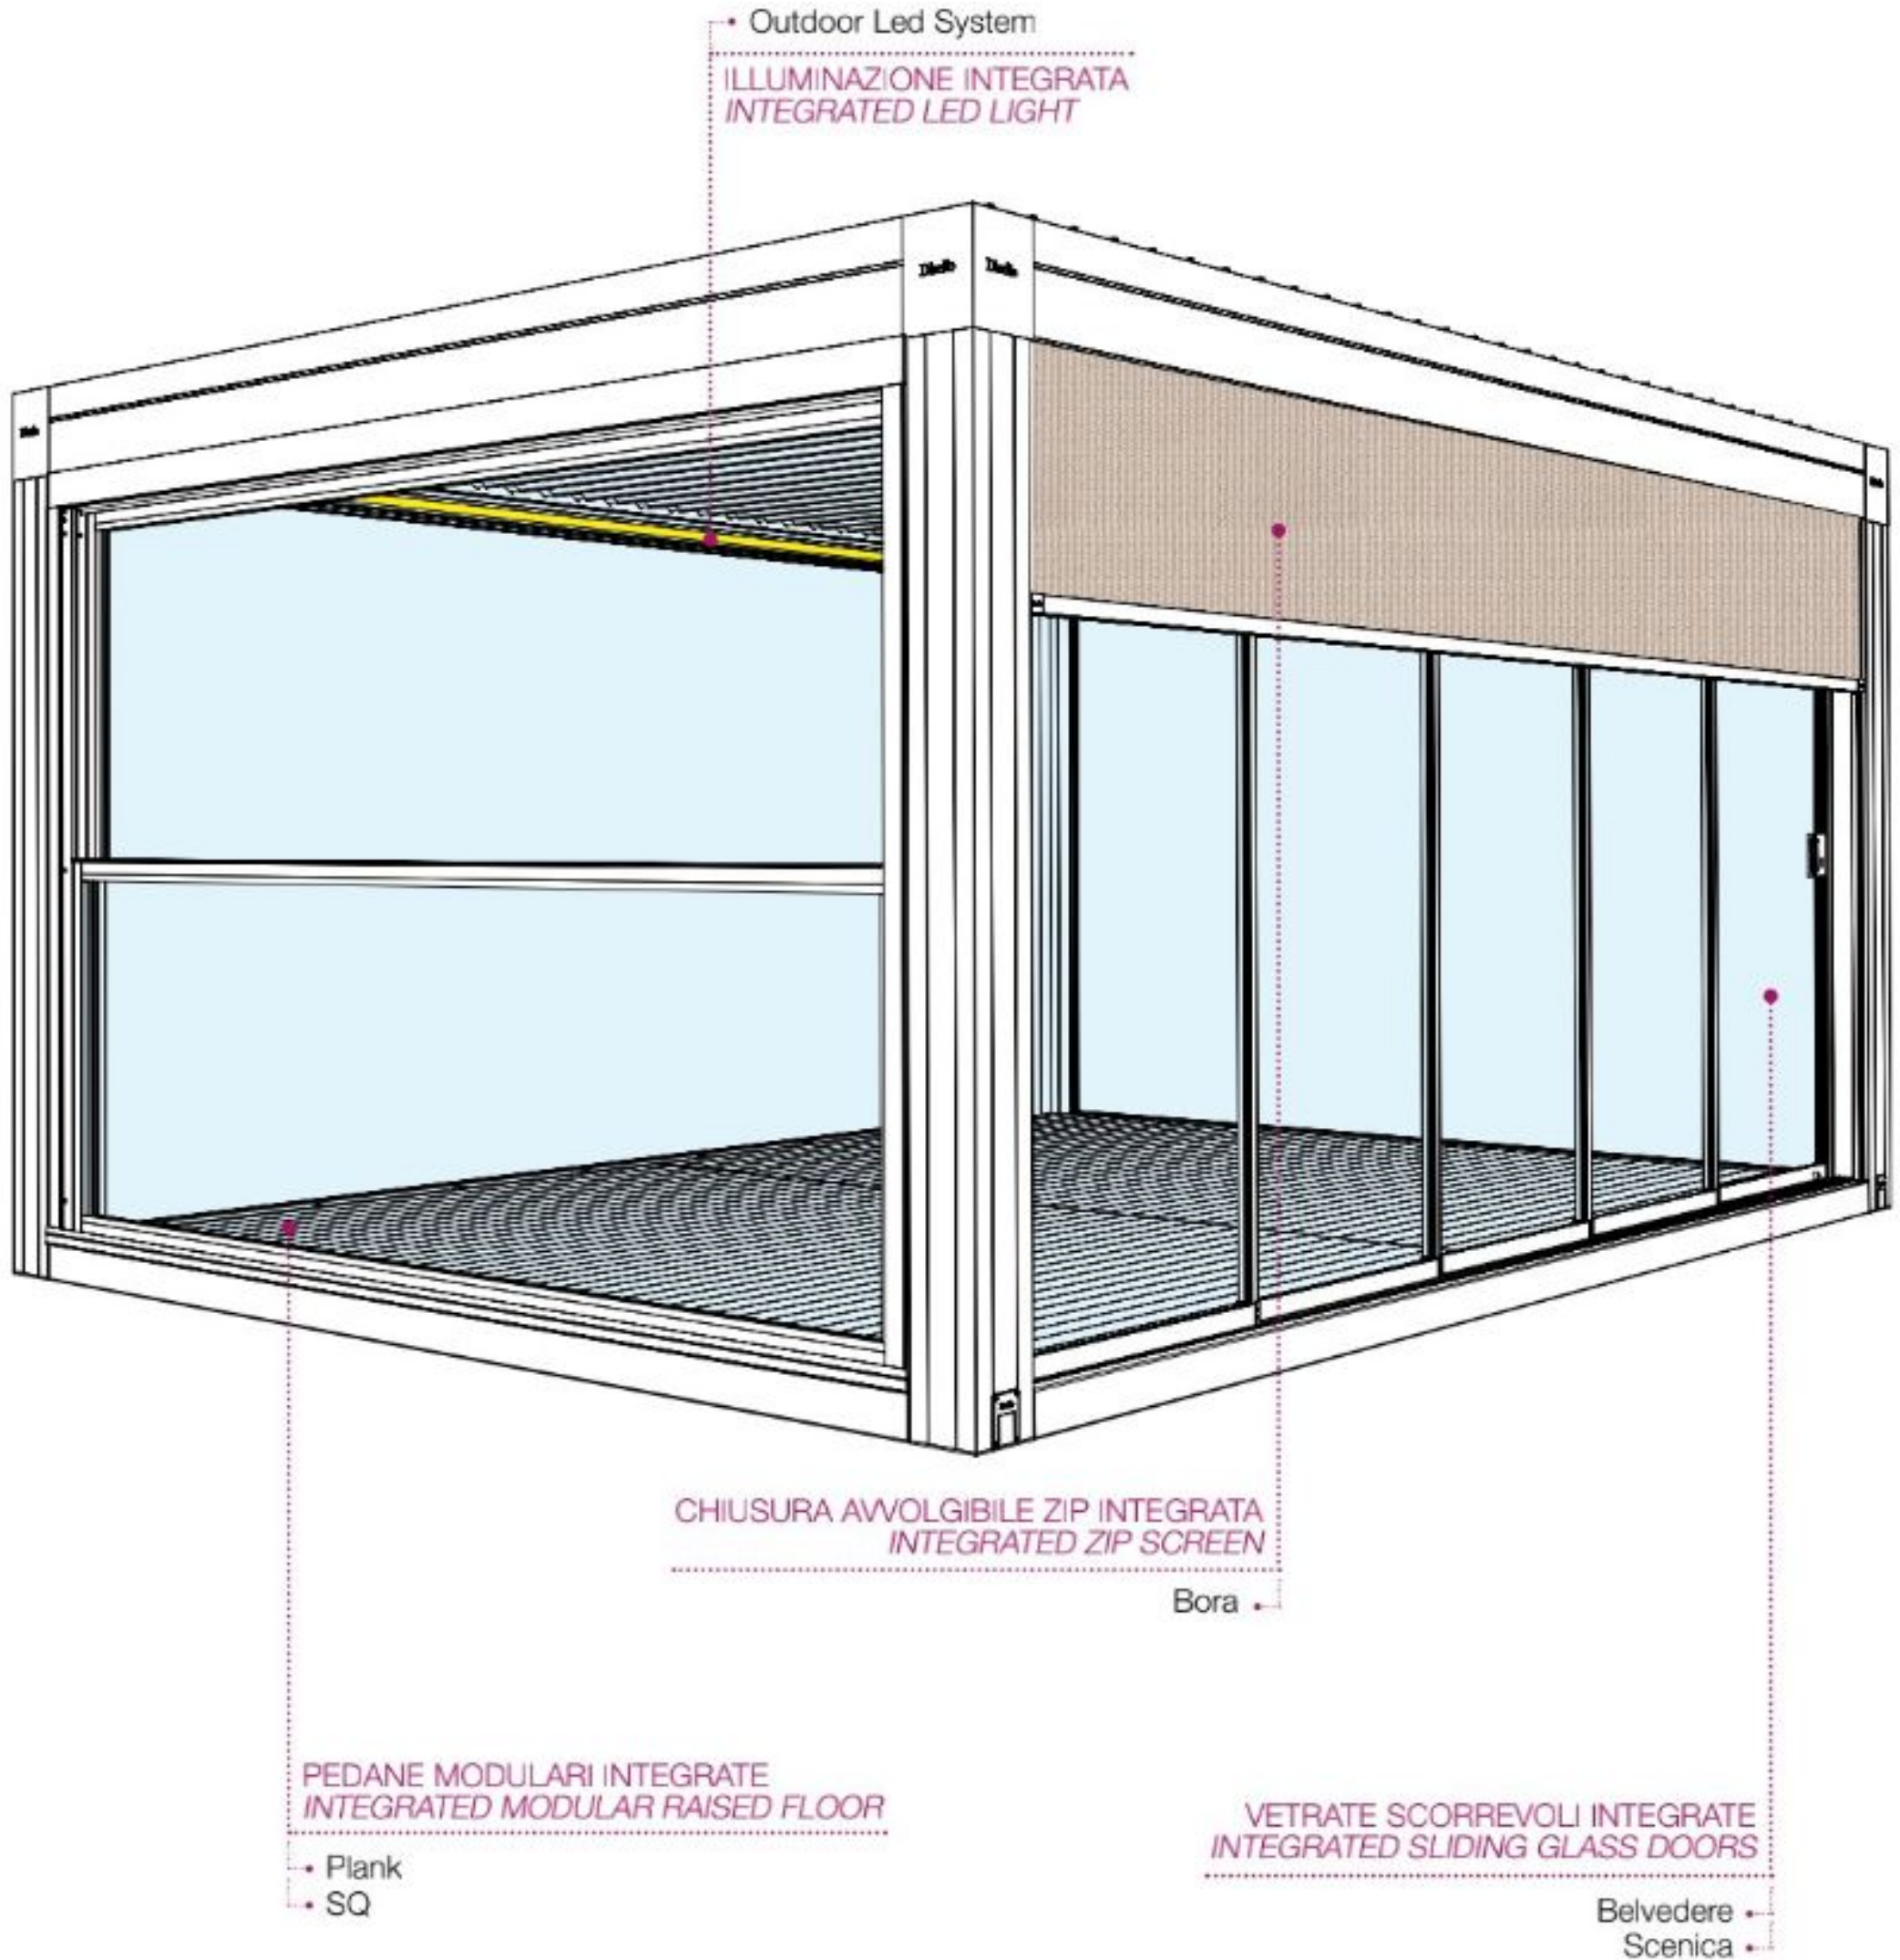 Outdoor Led System
ILLUMINAZIONE INTEGRATA
INTEGRATED LED LIGHT
CHIUSURA AVVOLGIBILE ZIP INTEGRATA
INTEGRATED ZIP SCREEN
Bora
PEDANE MODULARI INTEGRATE
INTEGRATED MODULAR RAISED FLOOR
Plank
SQ
VETRATE SCORREVOLI INTEGRATE
INTEGRATED SLIDING GLASS DOORS
Belvedere
Scenica